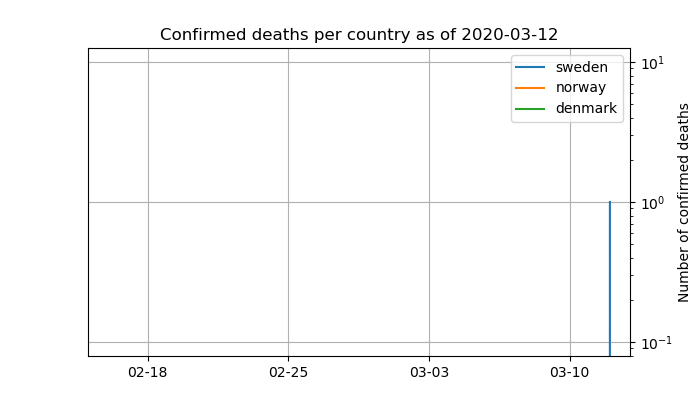 Confirmed deaths per country as of 2020-03-12
sweden
norway
denmark
10¹
10⁰
10⁻¹
Number of confirmed deaths
02-18
02-25
03-03
03-10